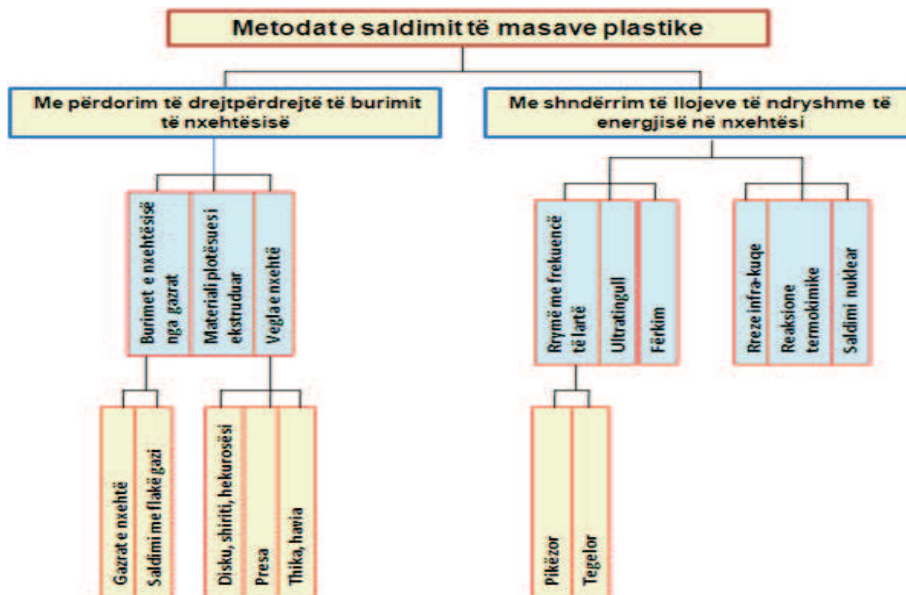 Metodat e saldimit të masave plastike
Me përdorim të drejtpërdrejtë të burimit
të nxehtësisë
Me shndërrim të llojeve të ndryshme të
energjisë në nxehtësi
Burimet e nxehtësisë
nga gazrat
Materiali plotësues i
ekstruduar
Vegla e nxehtë
Rrymë me frekuencë
të lartë
Ultratingull
Fërkim
Rreze infra-kuqe
Reaksione
termokimike
Saldimi nuklear
Gazrat e nxehtë
Saldimi me flakë gazi
Disku, shiriti, hekurosësi
Presa
Thika, havia
Pikëzor
Tegelor